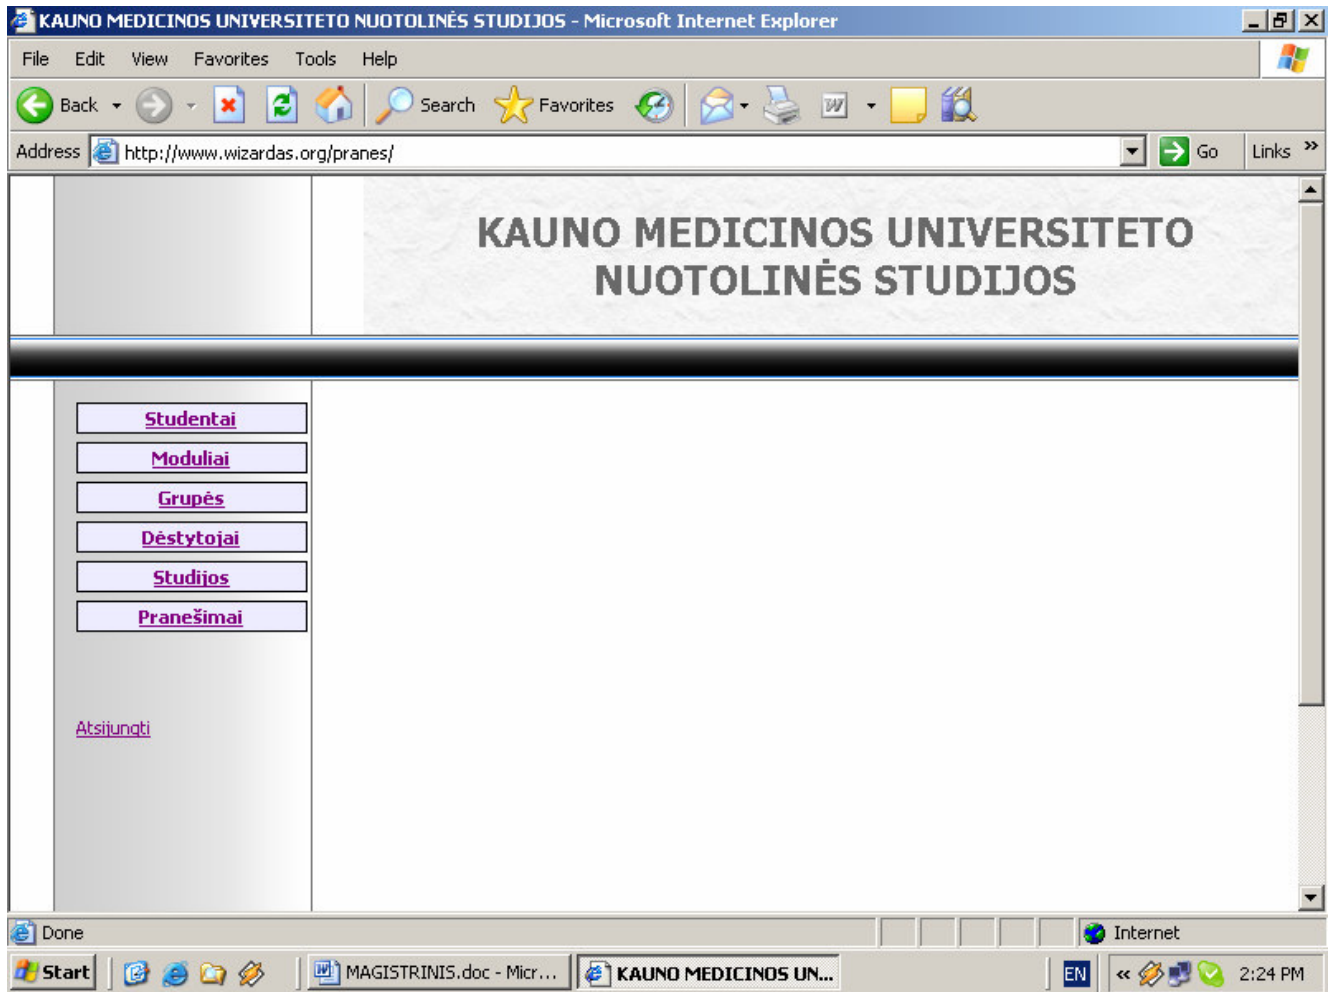 KAUNO MEDICINOS UNIVERSITETO NUOTOLINĖS STUDIJOS - Microsoft Internet Explorer
File Edit View Favorites Tools Help
Back Search Favorites
Address http://www.wizardas.org/pranes/ Go Links »
KAUNO MEDICINOS UNIVERSITETO
NUOTOLINĖS STUDIJOS
Studentai
Moduliai
Grupės
Dėstytojai
Studijos
Pranešimai
Atsijungti
Done Internet
Start MAGISTRINIS.doc - Micr... KAUNO MEDICINOS UN... EN « 2:24 PM